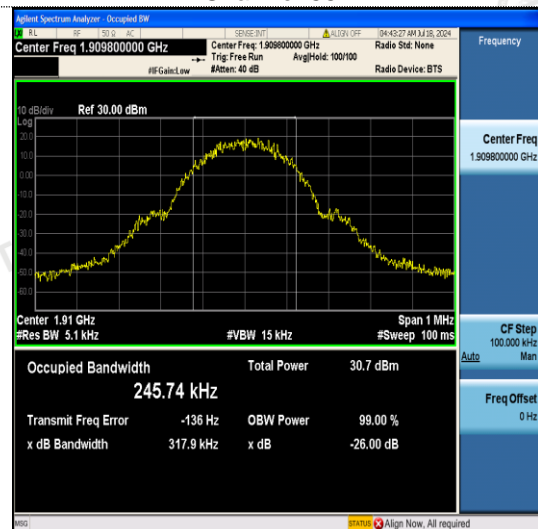 Agilent Spectrum Analyzer - Occupied BW
RL RF 50 Ω AC SENSE:INT ALIGN OFF 04:43:27 AM Jul 18, 2024
Center Freq 1.909800000 GHz Center Freq: 1.909800000 GHz Radio Std: None
Trig: Free Run Avg|Hold: 100/100
#IFGain:Low #Atten: 40 dB Radio Device: BTS
Frequency
10 dB/div Ref 30.00 dBm
Log
20.0
10.0
0.00
-10.0
-20.0
-30.0
-40.0
-50.0
-60.0
Center 1.91 GHz Span 1 MHz
#Res BW 5.1 kHz #VBW 15 kHz #Sweep 100 ms
Occupied Bandwidth Total Power 30.7 dBm
245.74 kHz
Transmit Freq Error -136 Hz OBW Power 99.00 %
x dB Bandwidth 317.9 kHz x dB -26.00 dB
Center Freq
1.909800000 GHz
CF Step
100.000 kHz
Auto Man
Freq Offset
0 Hz
MSG STATUS Align Now, All required